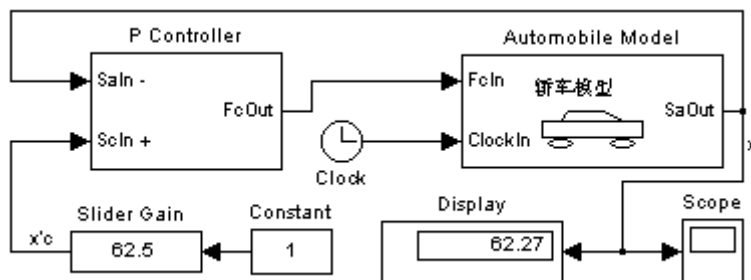 P Controller
Automobile Model
SaIn -
FcOut
ScIn +
FcIn
轿车模型
SaOut
ClockIn
Clock
x'c
Slider Gain
62.5
Constant
1
Display
62.27
Scope